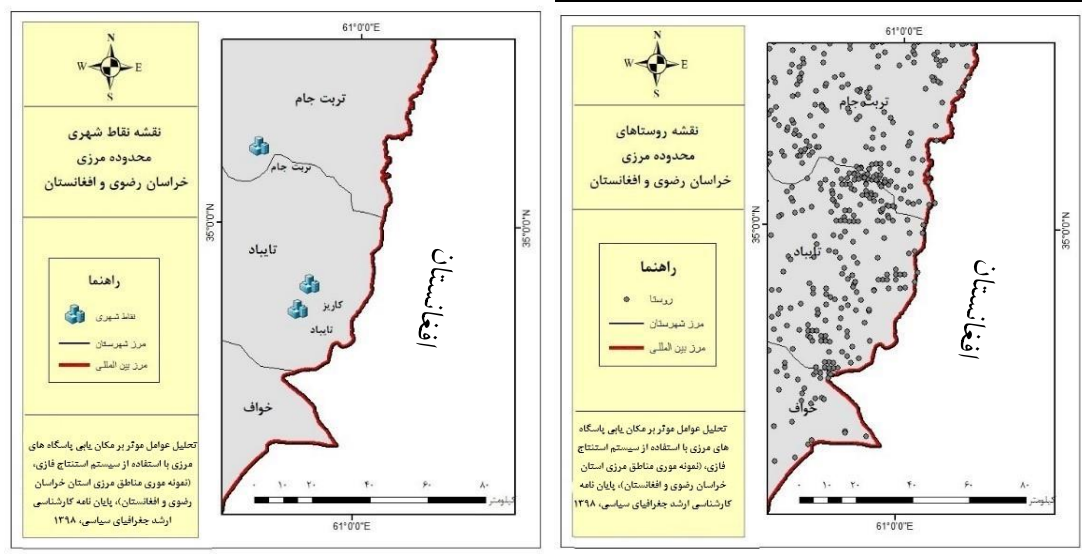 N
W E
S
نقشه نقاط شهری
محدوده مرزی
خراسان رضوی و افغانستان
راهنما
نقاط شهری
مرز شهرستان
مرز بین المللی
تحلیل عوامل موثر بر مکان یابی پاسگاه های
مرزی با استفاده از سیستم استنتاج فازی،
(نمونه موری مناطق مرزی استان خراسان
رضوی و افغانستان)، پایان نامه کارشناسی
ارشد جغرافیای سیاسی، ۱۳۹۸
61°0'0"E
35°0'0"N
35°0'0"N
تربت جام
تربت جام
تایباد
کاریز
تایباد
خواف
افغانستان
۰ ۱۰ ۲۰ ۴۰ ۶۰ ۸۰
کیلومتر
61°0'0"E
N
W E
S
نقشه روستاهای
محدوده مرزی
خراسان رضوی و افغانستان
راهنما
روستا
مرز شهرستان
مرز بین المللی
تحلیل عوامل موثر بر مکان یابی پاسگاه
های مرزی با استفاده از سیستم استنتاج
فازی، (نمونه موری مناطق مرزی استان
خراسان رضوی و افغانستان)، پایان نامه
کارشناسی ارشد جغرافیای سیاسی، ۱۳۹۸
61°0'0"E
35°0'0"N
35°0'0"N
تربت جام
تایباد
خواف
افغانستان
۰ ۱۰ ۲۰ ۴۰ ۶۰ ۸۰
کیلومتر
61°0'0"E